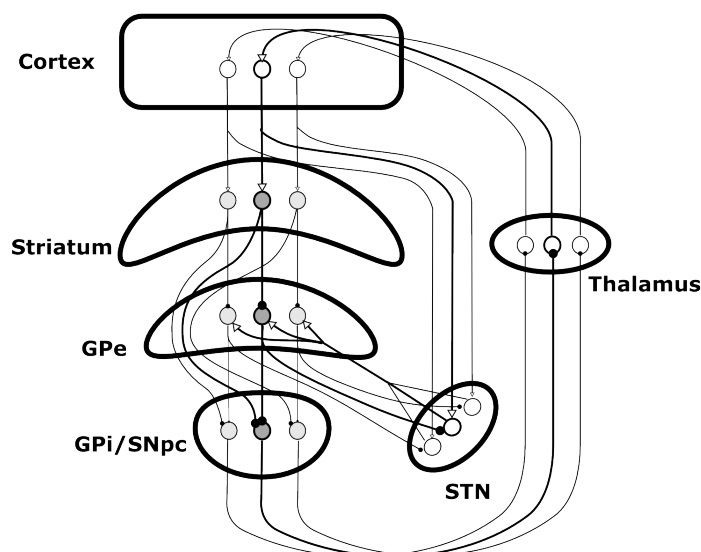 Cortex
Striatum
Thalamus
GPe
GPi/SNpc
STN